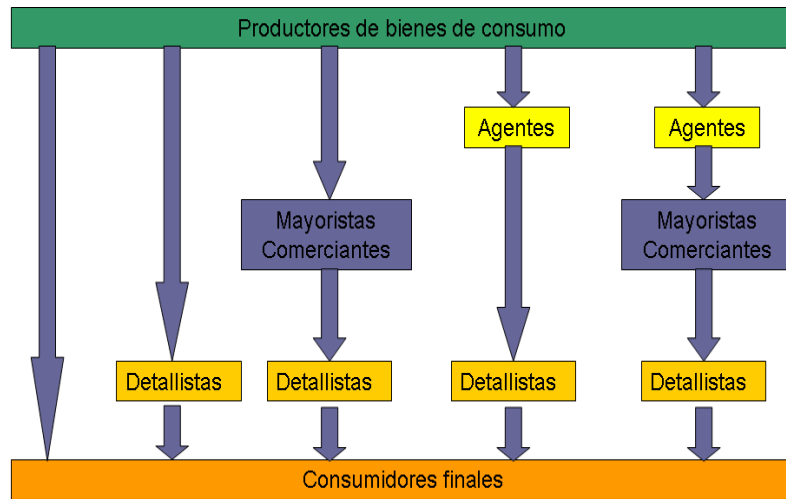 Productores de bienes de consumo
Agentes
Agentes
Mayoristas
Comerciantes
Mayoristas
Comerciantes
Detallistas
Detallistas
Detallistas
Detallistas
Consumidores finales